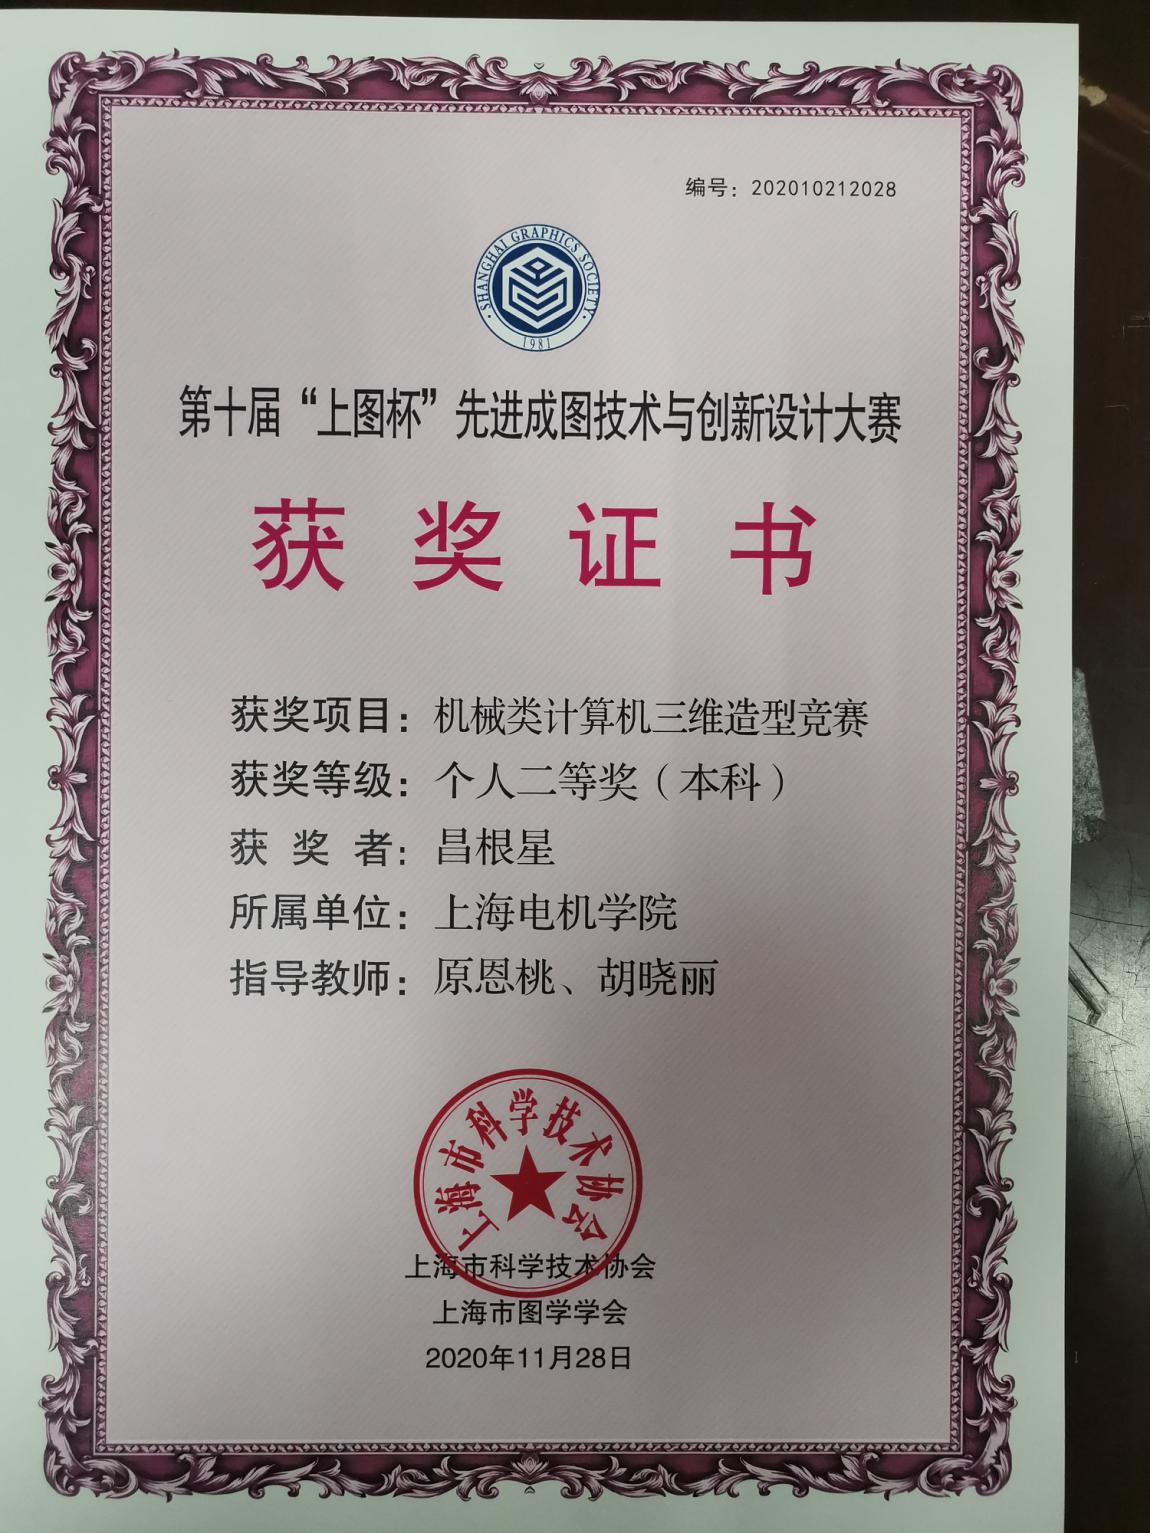 编号：202010212028
SHANGHAI GRAPHICS SOCIETY
1981
第十届“上图杯”先进成图技术与创新设计大赛
获奖证书
获奖项目：机械类计算机三维造型竞赛
获奖等级：个人二等奖（本科）
获奖者：昌根星
所属单位：上海电机学院
指导教师：原恩桃、胡晓丽
上海市科学技术协会
上海市科学技术协会
上海市图学学会
2020年11月28日